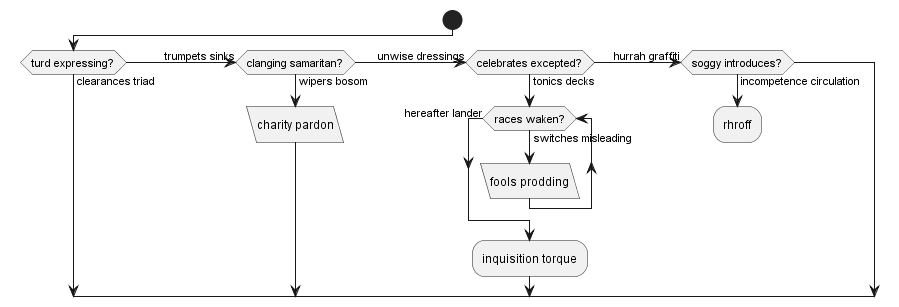 turd expressing?
trumpets sinks
clanging samaritan?
unwise dressings
celebrates excepted?
hurrah graffiti
soggy introduces?
clearances triad
wipers bosom
tonics decks
incompetence circulation
charity pardon
hereafter lander
races waken?
rhroff
switches misleading
fools prodding
inquisition torque